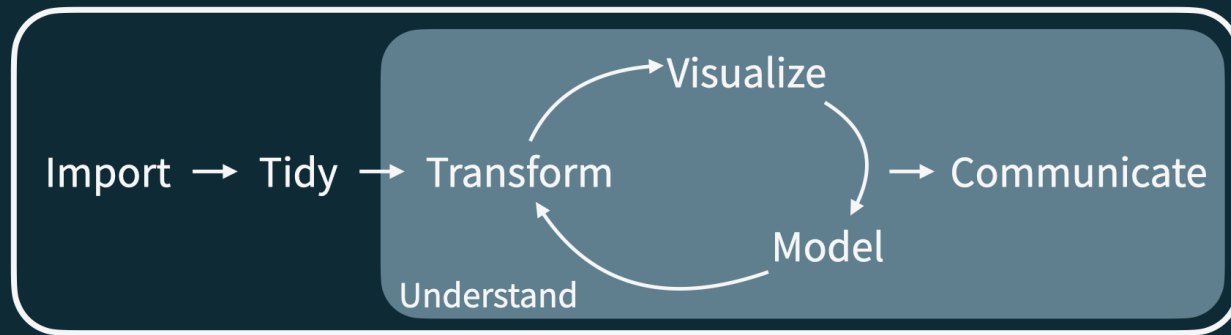 Visualize
Import → Tidy → Transform → Communicate
Model
Understand